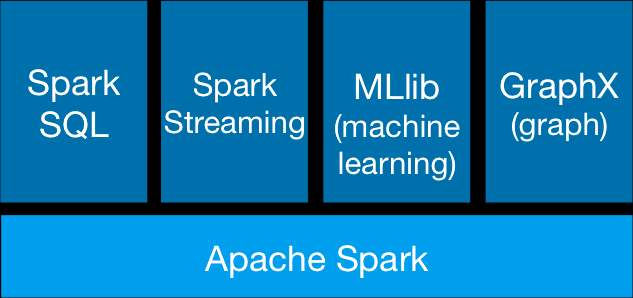 Spark
SQL
Spark
Streaming
MLlib
(machine
learning)
GraphX
(graph)
Apache Spark